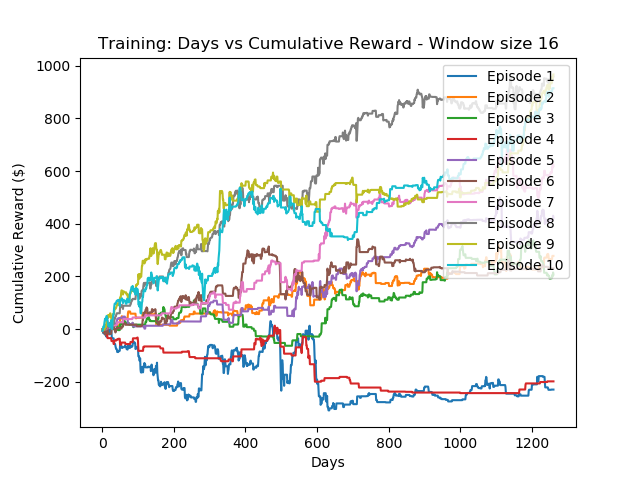 Training: Days vs Cumulative Reward - Window size 16
Cumulative Reward ($)
1000
800
600
400
200
0
−200
0
200
400
600
800
1000
1200
Days
Episode 1
Episode 2
Episode 3
Episode 4
Episode 5
Episode 6
Episode 7
Episode 8
Episode 9
Episode 10